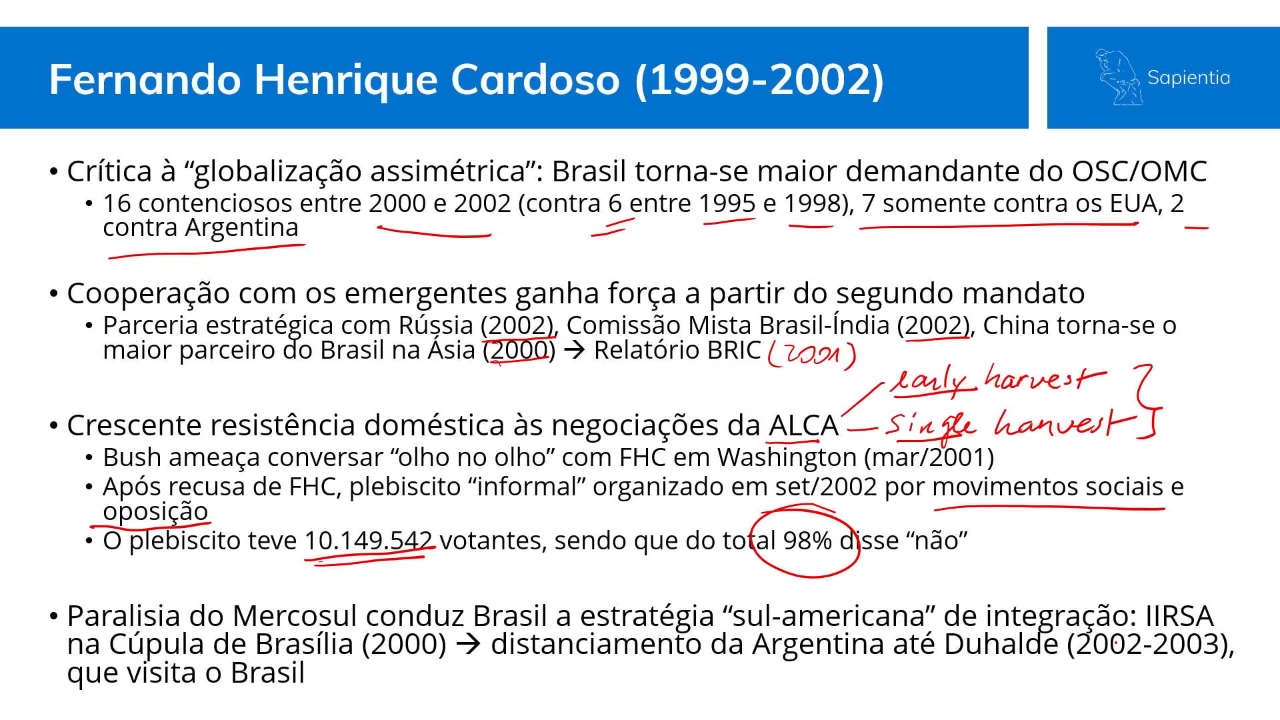 Fernando Henrique Cardoso (1999-2002)
Sapientia
• Crítica à “globalização assimétrica”: Brasil torna-se maior demandante do OSC/OMC
• 16 contenciosos entre 2000 e 2002 (contra 6 entre 1995 e 1998), 7 somente contra os EUA, 2
contra Argentina
• Cooperação com os emergentes ganha força a partir do segundo mandato
• Parceria estratégica com Rússia (2002), Comissão Mista Brasil-Índia (2002), China torna-se o
maior parceiro do Brasil na Ásia (2000) → Relatório BRIC (2001)
early harvest
• Crescente resistência doméstica às negociações da ALCA single harvest
• Bush ameaça conversar “olho no olho” com FHC em Washington (mar/2001)
• Após recusa de FHC, plebiscito “informal” organizado em set/2002 por movimentos sociais e
oposição
• O plebiscito teve 10.149.542 votantes, sendo que do total 98% disse “não”
• Paralisia do Mercosul conduz Brasil a estratégia “sul-americana” de integração: IIRSA
na Cúpula de Brasília (2000) → distanciamento da Argentina até Duhalde (2002-2003),
que visita o Brasil